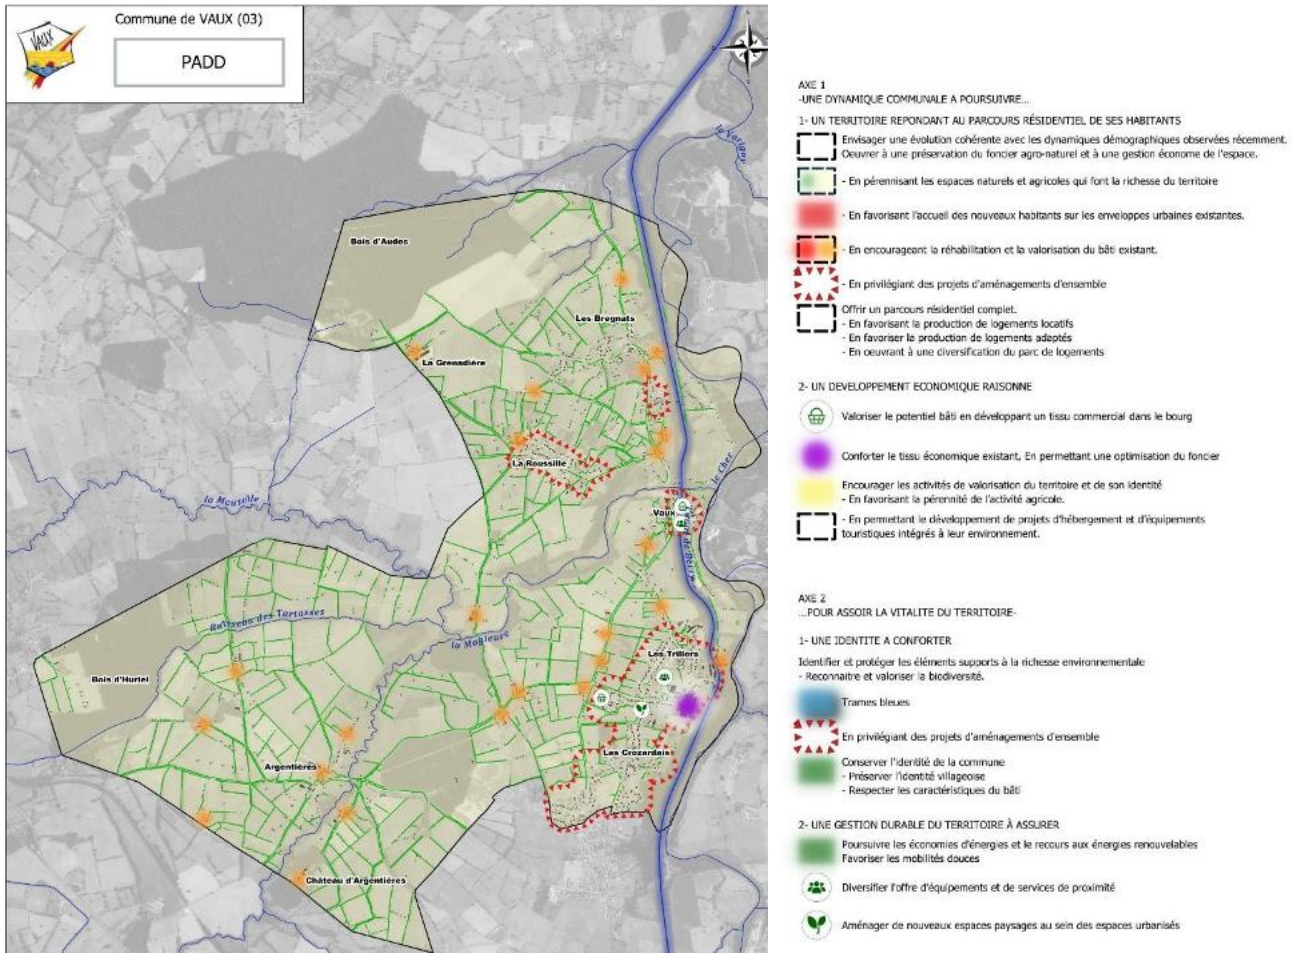 Commune de VAUX (03)
VAUX
PADD
la Varigny
Bois d'Audes
Les Bregnats
La Grenadière
La Roussille
le Cher
la Meuzelle
Vaux
Canal de Berry
Ruisseau des Tartasses
la Magieure
Les Trillers
Bois d'Huriel
Les Crozardais
Argentières
Château d'Argentières
AXE 1
-UNE DYNAMIQUE COMMUNALE A POURSUIVRE...
1- UN TERRITOIRE REPONDANT AU PARCOURS RÉSIDENTIEL DE SES HABITANTS
Envisager une évolution cohérente avec les dynamiques démographiques observées récemment.
Oeuvrer à une préservation du foncier agro-naturel et à une gestion économe de l'espace.
- En pérennisant les espaces naturels et agricoles qui font la richesse du territoire
- En favorisant l'accueil des nouveaux habitants sur les enveloppes urbaines existantes.
- En encourageant la réhabilitation et la valorisation du bâti existant.
- En privilégiant des projets d'aménagements d'ensemble
Offrir un parcours résidentiel complet.
- En favorisant la production de logements locatifs
- En favoriser la production de logements adaptés
- En oeuvrant à une diversification du parc de logements
2- UN DEVELOPPEMENT ECONOMIQUE RAISONNE
Valoriser le potentiel bâti en développant un tissu commercial dans le bourg
Conforter le tissu économique existant, En permettant une optimisation du foncier
Encourager les activités de valorisation du territoire et de son identité
- En favorisant la pérennité de l'activité agricole.
- En permettant le développement de projets d'hébergement et d'équipements
touristiques intégrés à leur environnement.
AXE 2
...POUR ASSOIR LA VITALITE DU TERRITOIRE-
1- UNE IDENTITE A CONFORTER
Identifier et protéger les éléments supports à la richesse environnementale
- Reconnaitre et valoriser la biodiversité.
Trames bleues
En privilégiant des projets d'aménagements d'ensemble
Conserver l'identité de la commune
- Préserver l'identité villageoise
- Respecter les caractéristiques du bâti
2- UNE GESTION DURABLE DU TERRITOIRE À ASSURER
Poursuivre les économies d'énergies et le recours aux énergies renouvelables
Favoriser les mobilités douces
Diversifier l'offre d'équipements et de services de proximité
Aménager de nouveaux espaces paysages au sein des espaces urbanisés